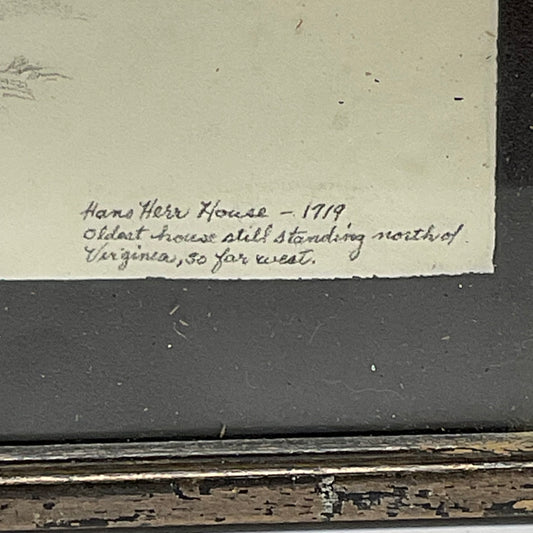 Hans Herr House - 1719
Oldest house still standing north of
Virginia, so far west.